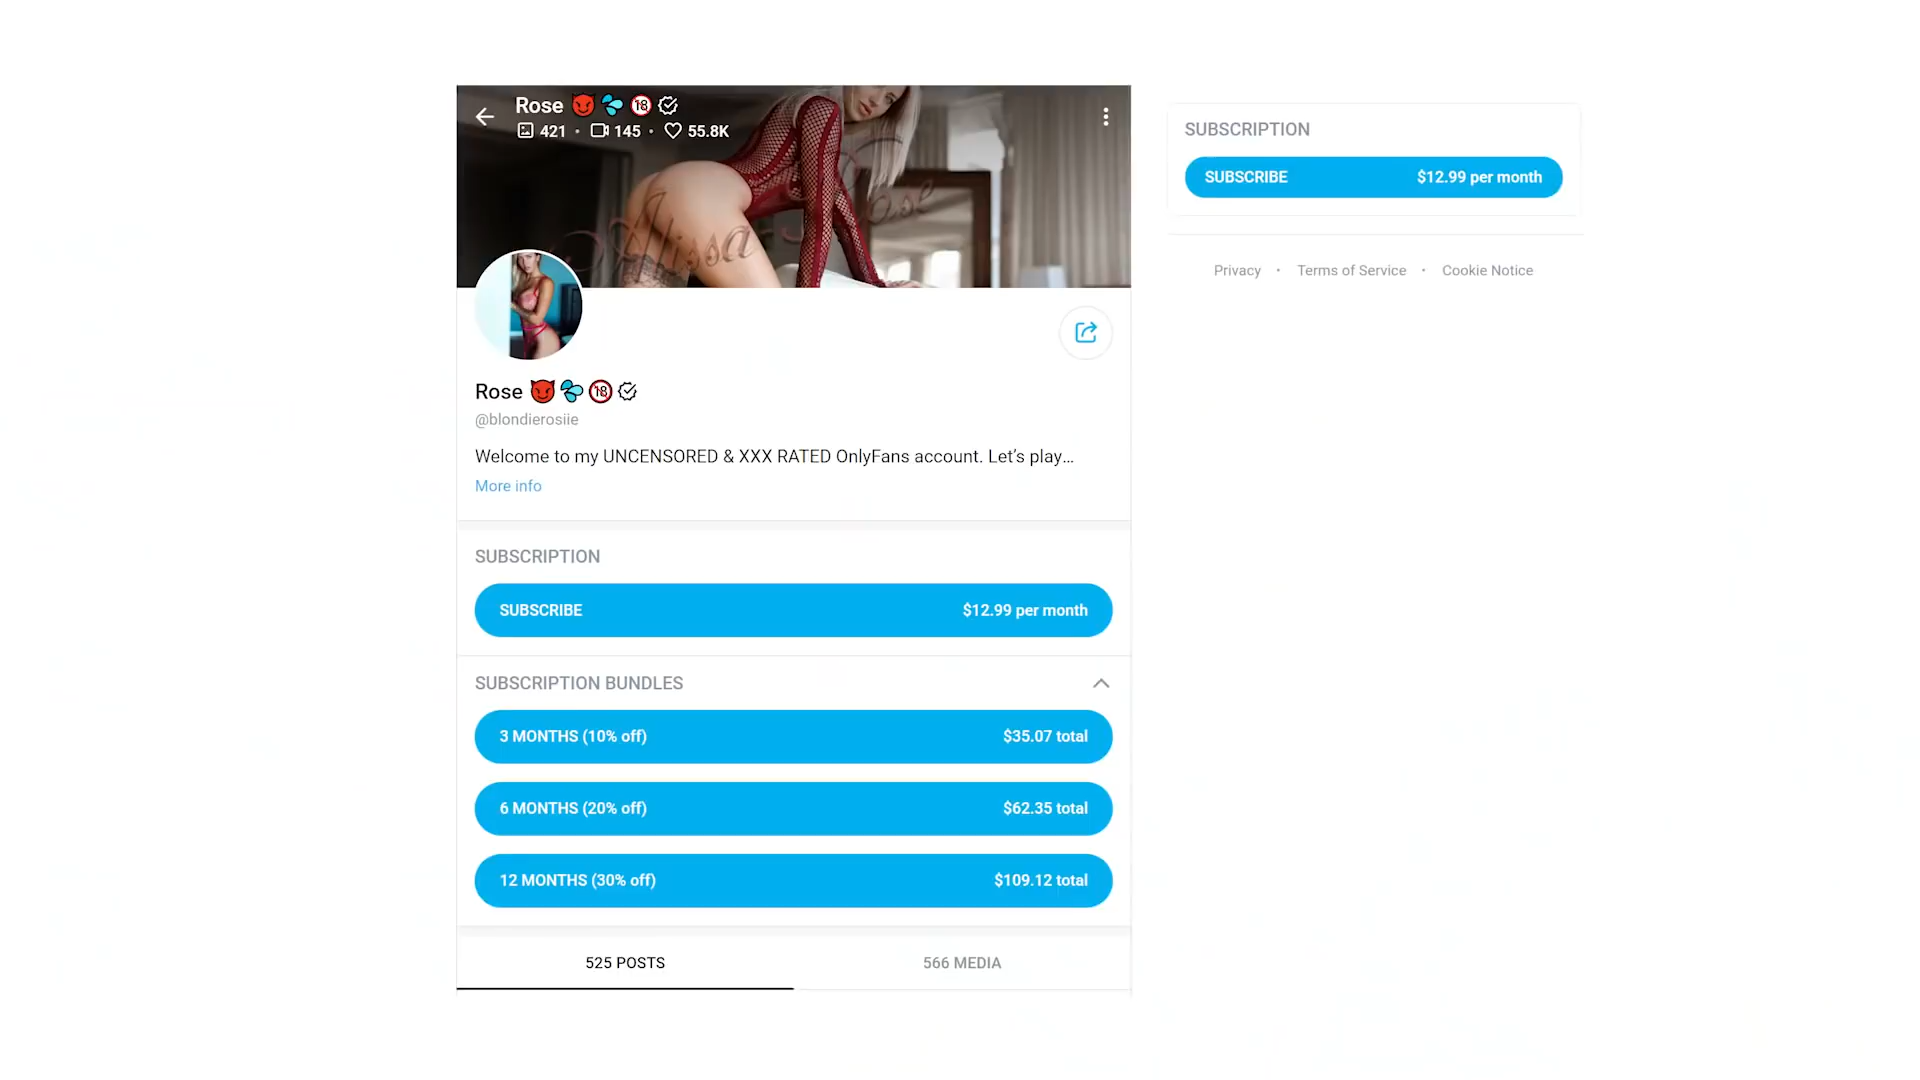 Rose 😈 💦 🔞
421 • 145 • 55.8K
Alissa Rose
Rose 😈 💦 🔞
@blondierosiie
Welcome to my UNCENSORED & XXX RATED OnlyFans account. Let’s play...
More info
SUBSCRIPTION
SUBSCRIBE $12.99 per month
SUBSCRIPTION BUNDLES
3 MONTHS (10% off) $35.07 total
6 MONTHS (20% off) $62.35 total
12 MONTHS (30% off) $109.12 total
525 POSTS 566 MEDIA
SUBSCRIPTION
SUBSCRIBE $12.99 per month
Privacy • Terms of Service • Cookie Notice